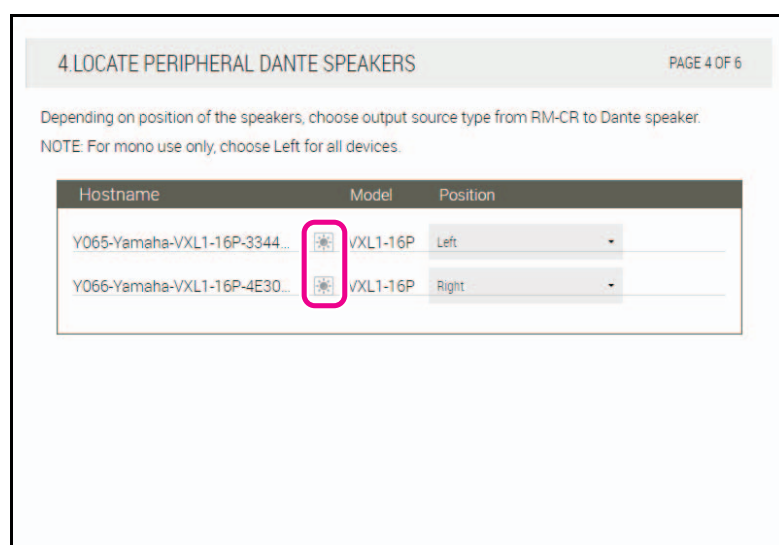 4.LOCATE PERIPHERAL DANTE SPEAKERS PAGE 4 OF 6
Depending on position of the speakers, choose output source type from RM-CR to Dante speaker.
NOTE: For mono use only, choose Left for all devices.
Hostname Model Position
Y065-Yamaha-VXL1-16P-3344... VXL1-16P Left
Y066-Yamaha-VXL1-16P-4E30... VXL1-16P Right